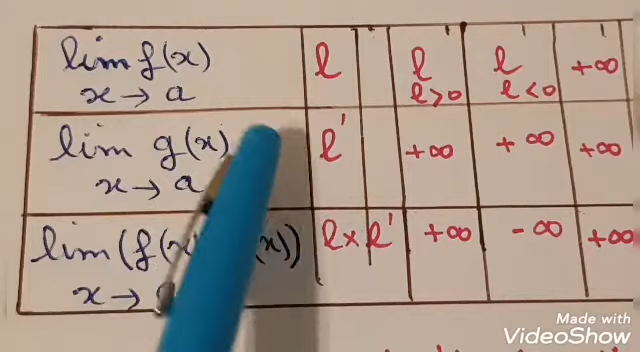 lim f(x) l l l +∞
x → a l>0 l<0
lim g(x) l' +∞ +∞ +∞
x → a
lim (f(x) (x)) l × l' +∞ -∞ +∞
x →
Made with
VideoShow